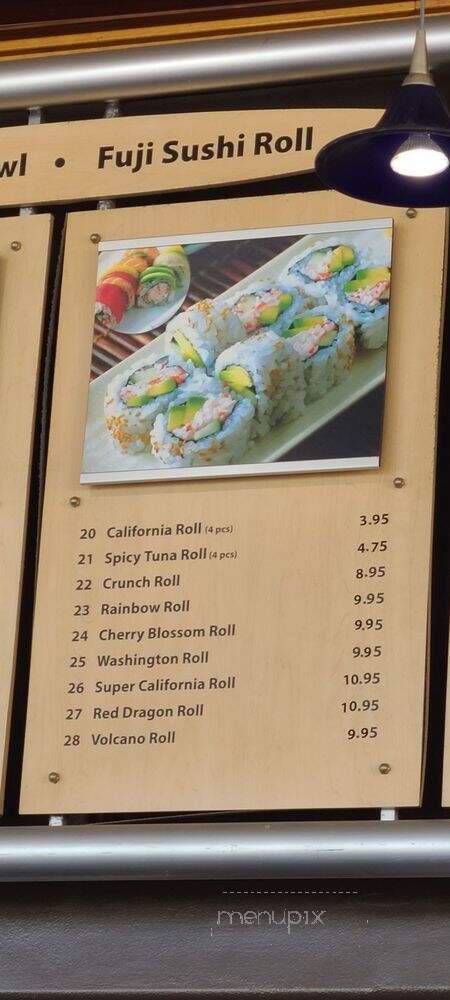 wl • Fuji Sushi Roll
20 California Roll (4 pcs) 3.95
21 Spicy Tuna Roll (4 pcs) 4.75
22 Crunch Roll 8.95
23 Rainbow Roll 9.95
24 Cherry Blossom Roll 9.95
25 Washington Roll 9.95
26 Super California Roll 10.95
27 Red Dragon Roll 10.95
28 Volcano Roll 9.95
menupix